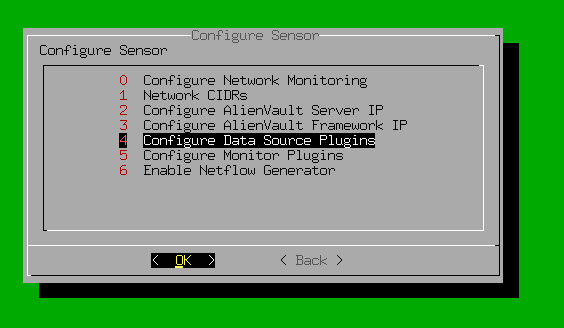 Configure Sensor
Configure Sensor
0 Configure Network Monitoring
1 Network CIDRs
2 Configure AlienVault Server IP
3 Configure AlienVault Framework IP
4 Configure Data Source Plugins
5 Configure Monitor Plugins
6 Enable Netflow Generator
< OK > < Back >